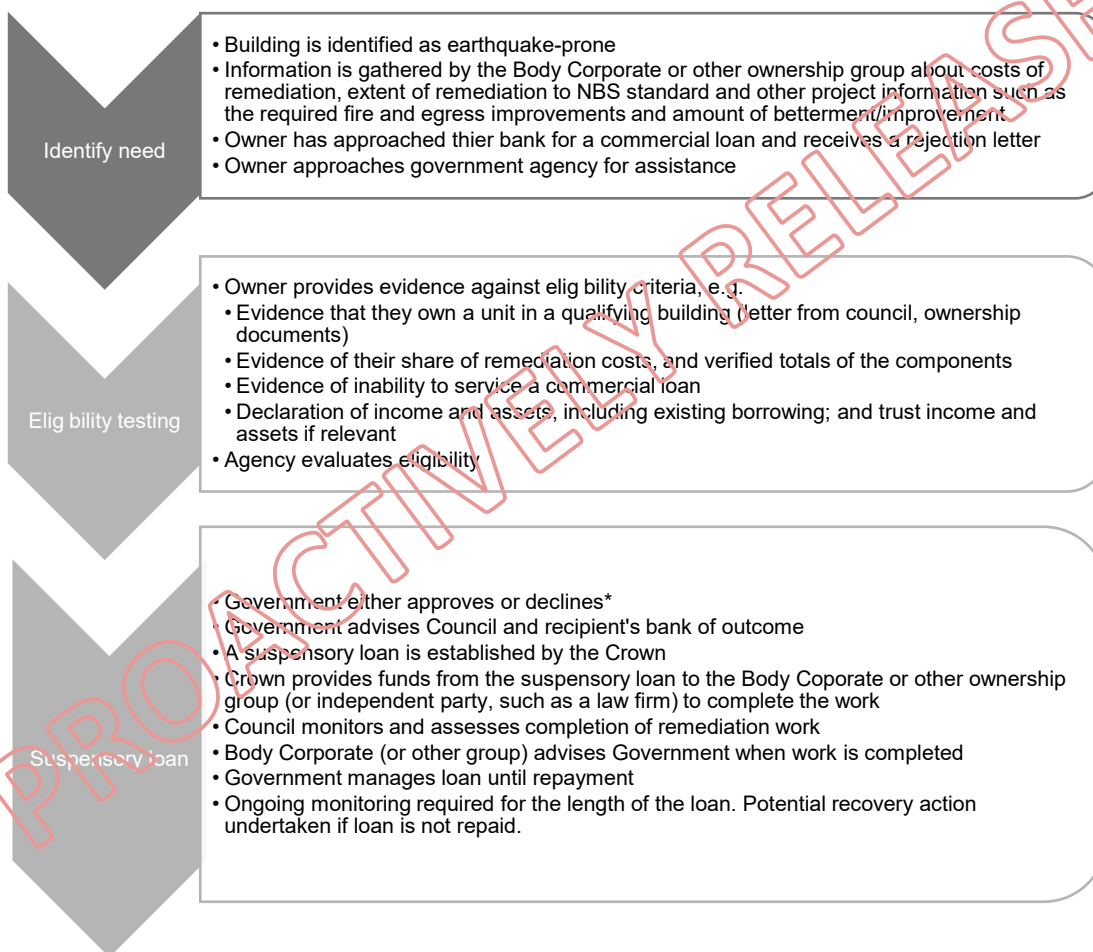 Identify need
• Building is identified as earthquake-prone
• Information is gathered by the Body Corporate or other ownership group about costs of
remediation, extent of remediation to NBS standard and other project information such as
the required fire and egress improvements and amount of betterment/improvement
• Owner has approached thier bank for a commercial loan and receives a rejection letter
• Owner approaches government agency for assistance
Elig bility testing
• Owner provides evidence against elig bility criteria, e.g.
• Evidence that they own a unit in a qualifying building (letter from council, ownership
documents)
• Evidence of their share of remediation costs, and verified totals of the components
• Evidence of inability to service a commercial loan
• Declaration of income and assets, including existing borrowing; and trust income and
assets if relevant
• Agency evaluates eligibility
Suspensory loan
• Government either approves or declines*
• Government advises Council and recipient's bank of outcome
• A suspensory loan is established by the Crown
• Crown provides funds from the suspensory loan to the Body Coporate or other ownership
group (or independent party, such as a law firm) to complete the work
• Council monitors and assesses completion of remediation work
• Body Corporate (or other group) advises Government when work is completed
• Government manages loan until repayment
• Ongoing monitoring required for the length of the loan. Potential recovery action
undertaken if loan is not repaid.
PROACTIVELY RELEASE